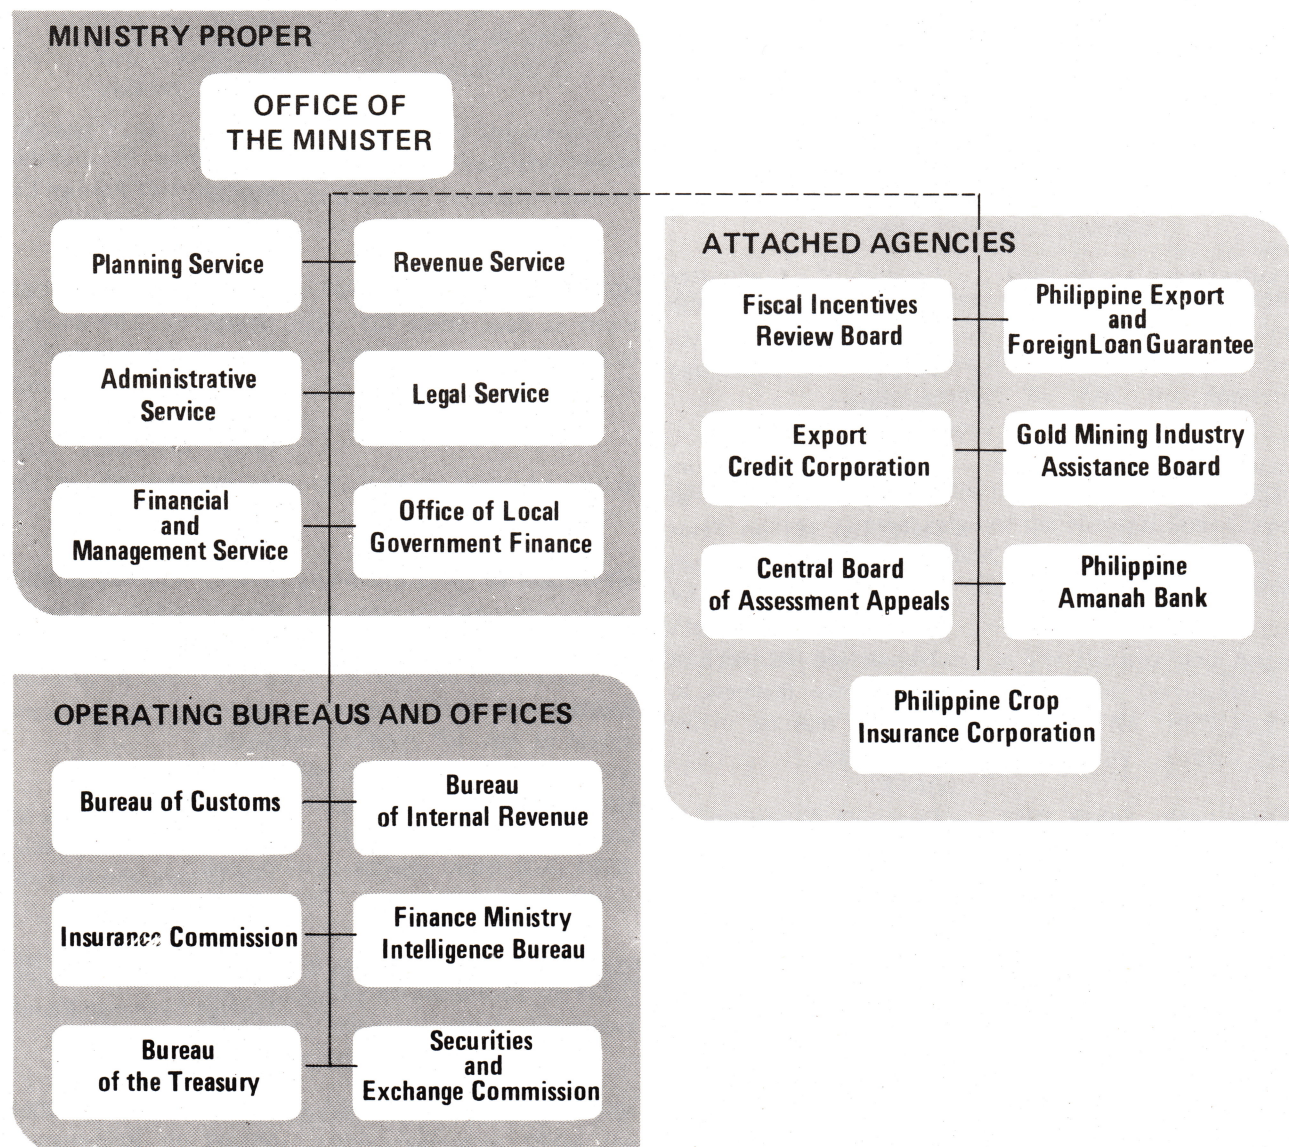 MINISTRY PROPER
OFFICE OF
THE MINISTER
Planning Service
Revenue Service
Administrative
Service
Legal Service
Financial
and
Management Service
Office of Local
Government Finance
ATTACHED AGENCIES
Fiscal Incentives
Review Board
Philippine Export
and
Foreign Loan Guarantee
Export
Credit Corporation
Gold Mining Industry
Assistance Board
Central Board
of Assessment Appeals
Philippine
Amanah Bank
Philippine Crop
Insurance Corporation
OPERATING BUREAUS AND OFFICES
Bureau of Customs
Bureau
of Internal Revenue
Insurance Commission
Finance Ministry
Intelligence Bureau
Bureau
of the Treasury
Securities
and
Exchange Commission